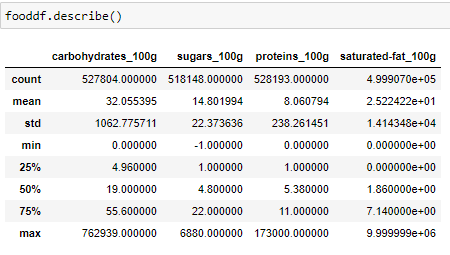 fooddf.describe()
carbohydrates_100g sugars_100g proteins_100g saturated-fat_100g
count 527804.000000 518148.000000 528193.000000 4.999070e+05
mean 32.055395 14.801994 8.060794 2.522422e+01
std 1062.775711 22.373636 238.261451 1.414348e+04
min 0.000000 -1.000000 0.000000 0.000000e+00
25% 4.960000 1.000000 1.000000 0.000000e+00
50% 19.000000 4.800000 5.380000 1.860000e+00
75% 55.600000 22.000000 11.000000 7.140000e+00
max 762939.000000 6880.000000 173000.000000 9.999999e+06